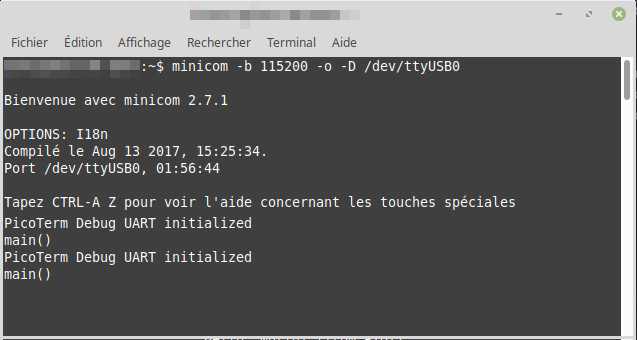 Fichier Édition Affichage Rechercher Terminal Aide
:~$ minicom -b 115200 -o -D /dev/ttyUSB0
Bienvenue avec minicom 2.7.1
OPTIONS: I18n
Compilé le Aug 13 2017, 15:25:34.
Port /dev/ttyUSB0, 01:56:44
Tapez CTRL-A Z pour voir l'aide concernant les touches spéciales
PicoTerm Debug UART initialized
main()
PicoTerm Debug UART initialized
main()